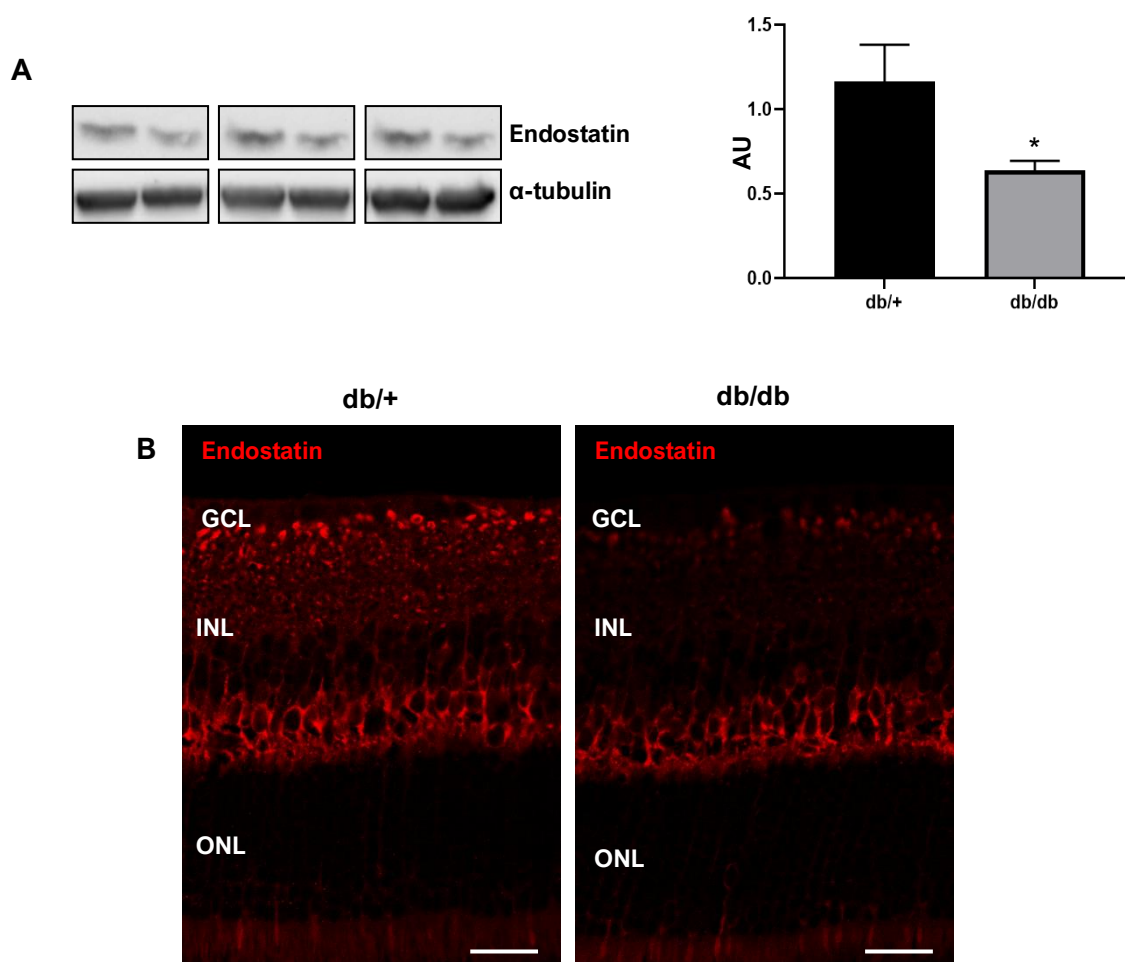 A
Endostatin
α-tubulin
1.5
1.0
0.5
0.0
AU
*
db/+
db/db
db/+
db/db
B
Endostatin
Endostatin
GCL
GCL
INL
INL
ONL
ONL